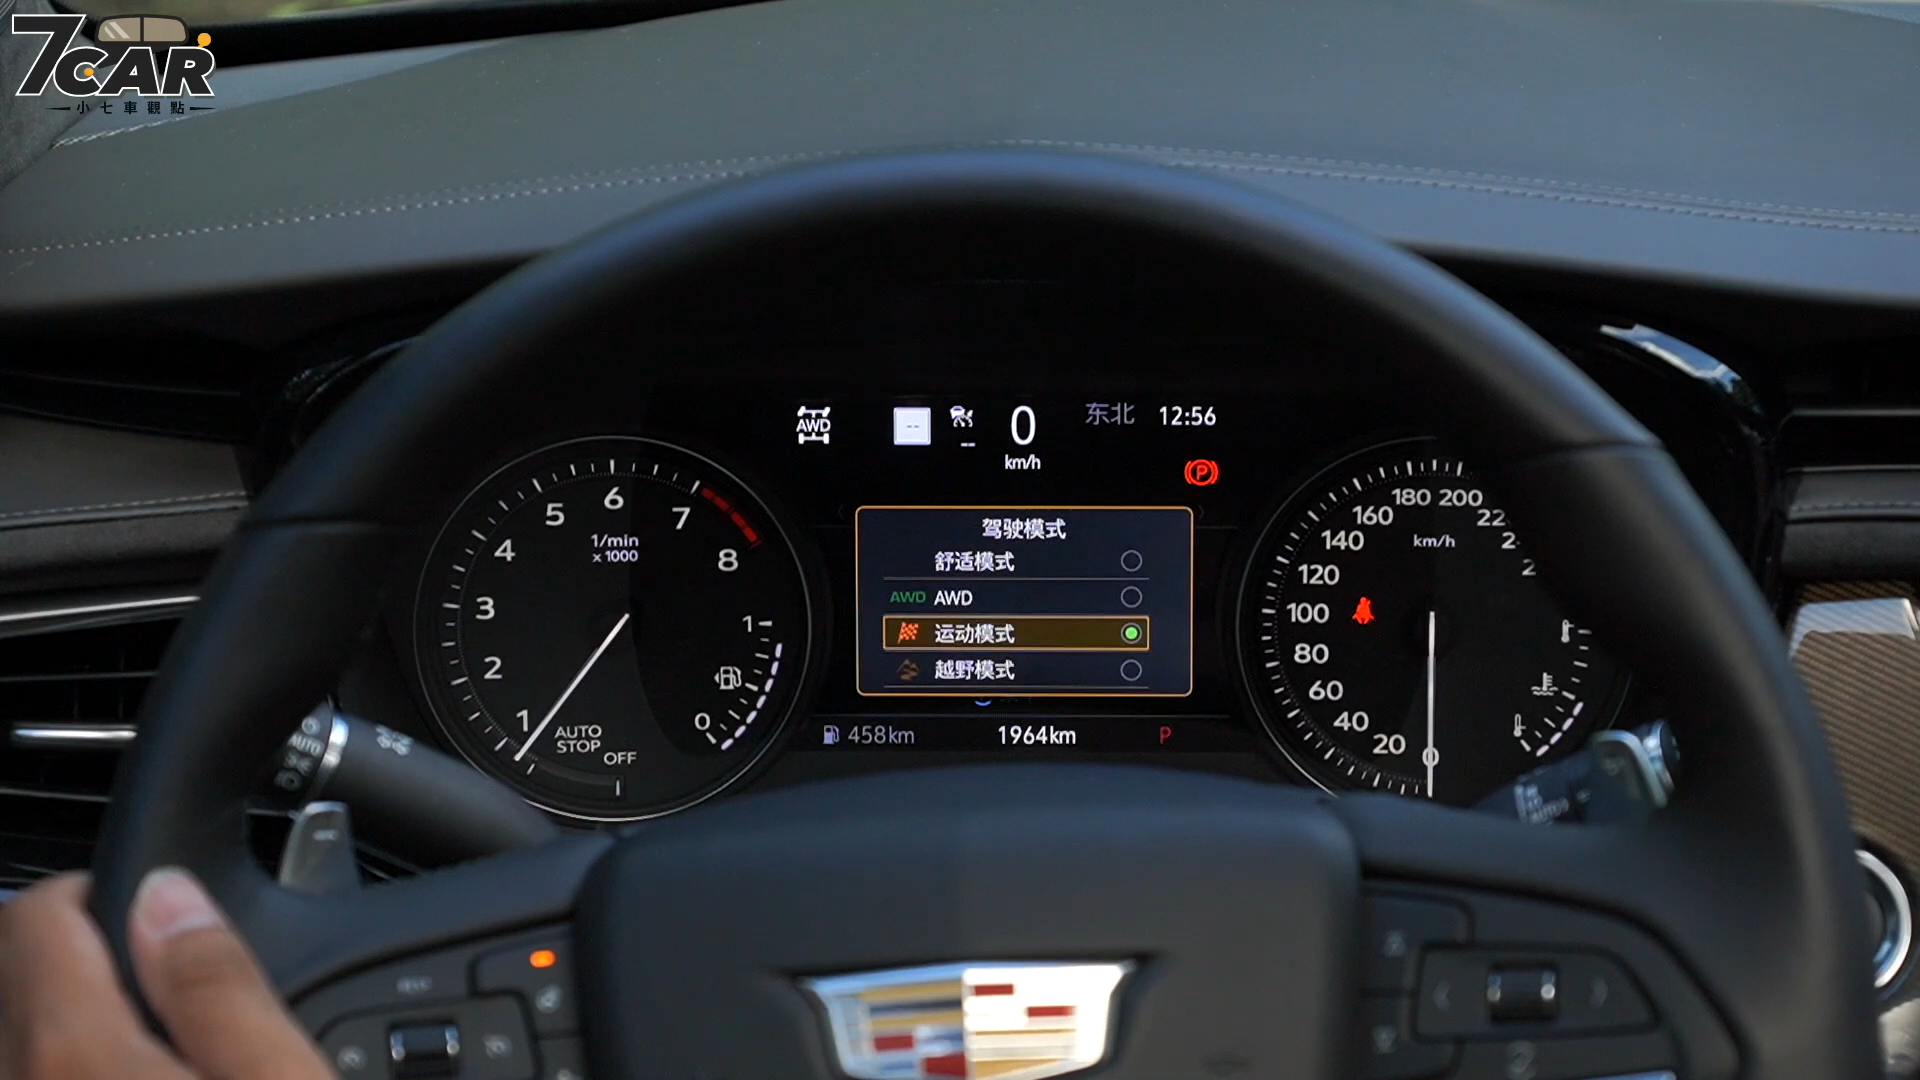 7CAR
小七車觀點
AWD
--
--
0
km/h
东北
12:56
P
5
6
7
8
4
3
2
1
1/min
x 1000
1
0
AUTO
STOP
OFF
驾驶模式
舒适模式
AWD AWD
运动模式
越野模式
458km
1964km
P
180
200
160
140
120
100
80
60
40
20
0
km/h
AUTO